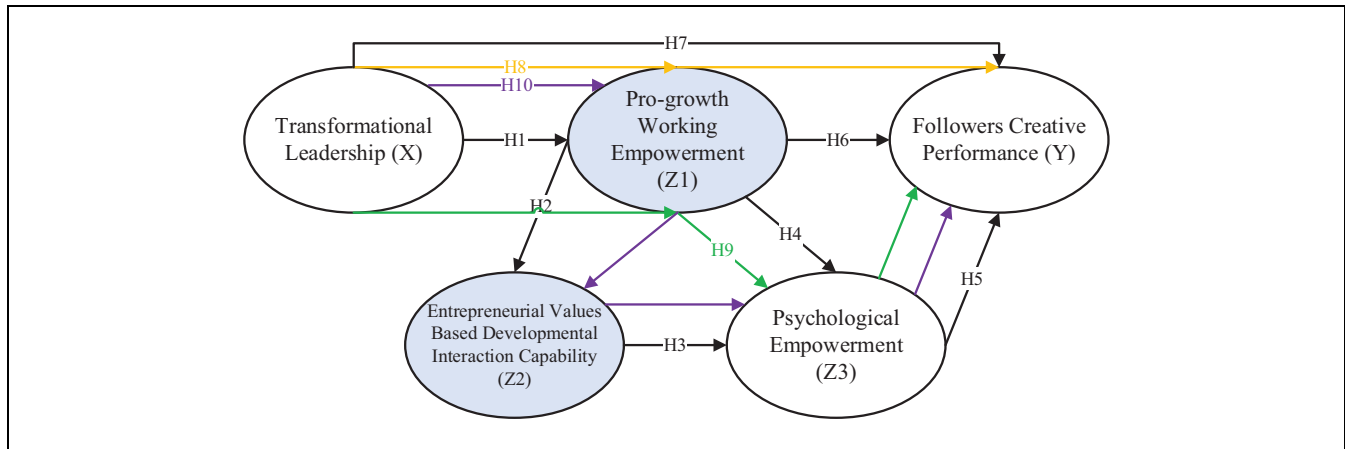 H7
H8
H10
Transformational
Leadership (X)
H1
Pro-growth
Working
Empowerment
(Z1)
H6
Followers Creative
Performance (Y)
H2
H4
H9
H5
Entrepreneurial Values
Based Developmental
Interaction Capability
(Z2)
H3
Psychological
Empowerment
(Z3)